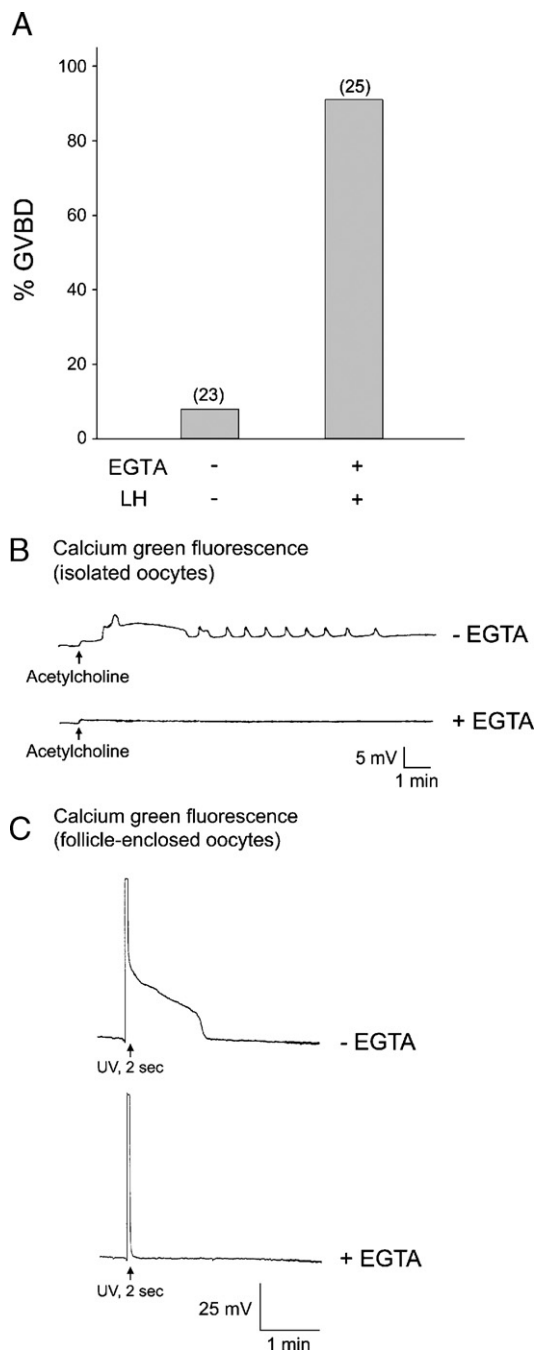 A
100
80
60
40
20
0
% GVBD
(23)
(25)
EGTA - +
LH - +
B Calcium green fluorescence
(isolated oocytes)
- EGTA
Acetylcholine
+ EGTA
Acetylcholine
5 mV
1 min
C Calcium green fluorescence
(follicle-enclosed oocytes)
- EGTA
UV, 2 sec
+ EGTA
UV, 2 sec
25 mV
1 min